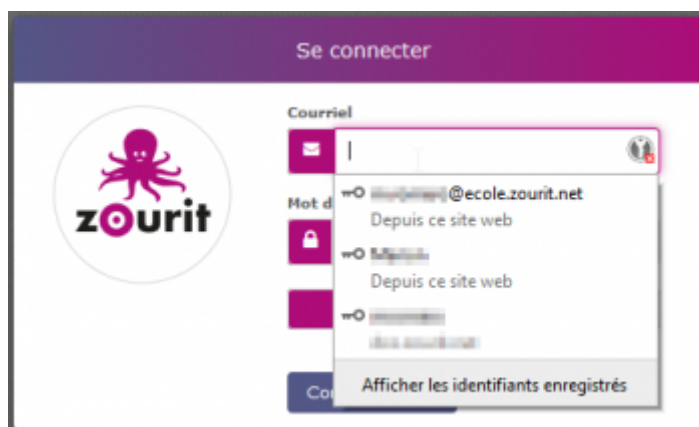 Se connecter
Courriel
zourit
@ecole.zourit.net
Mot d
Depuis ce site web
Depuis ce site web
Afficher les identifiants enregistrés
Co